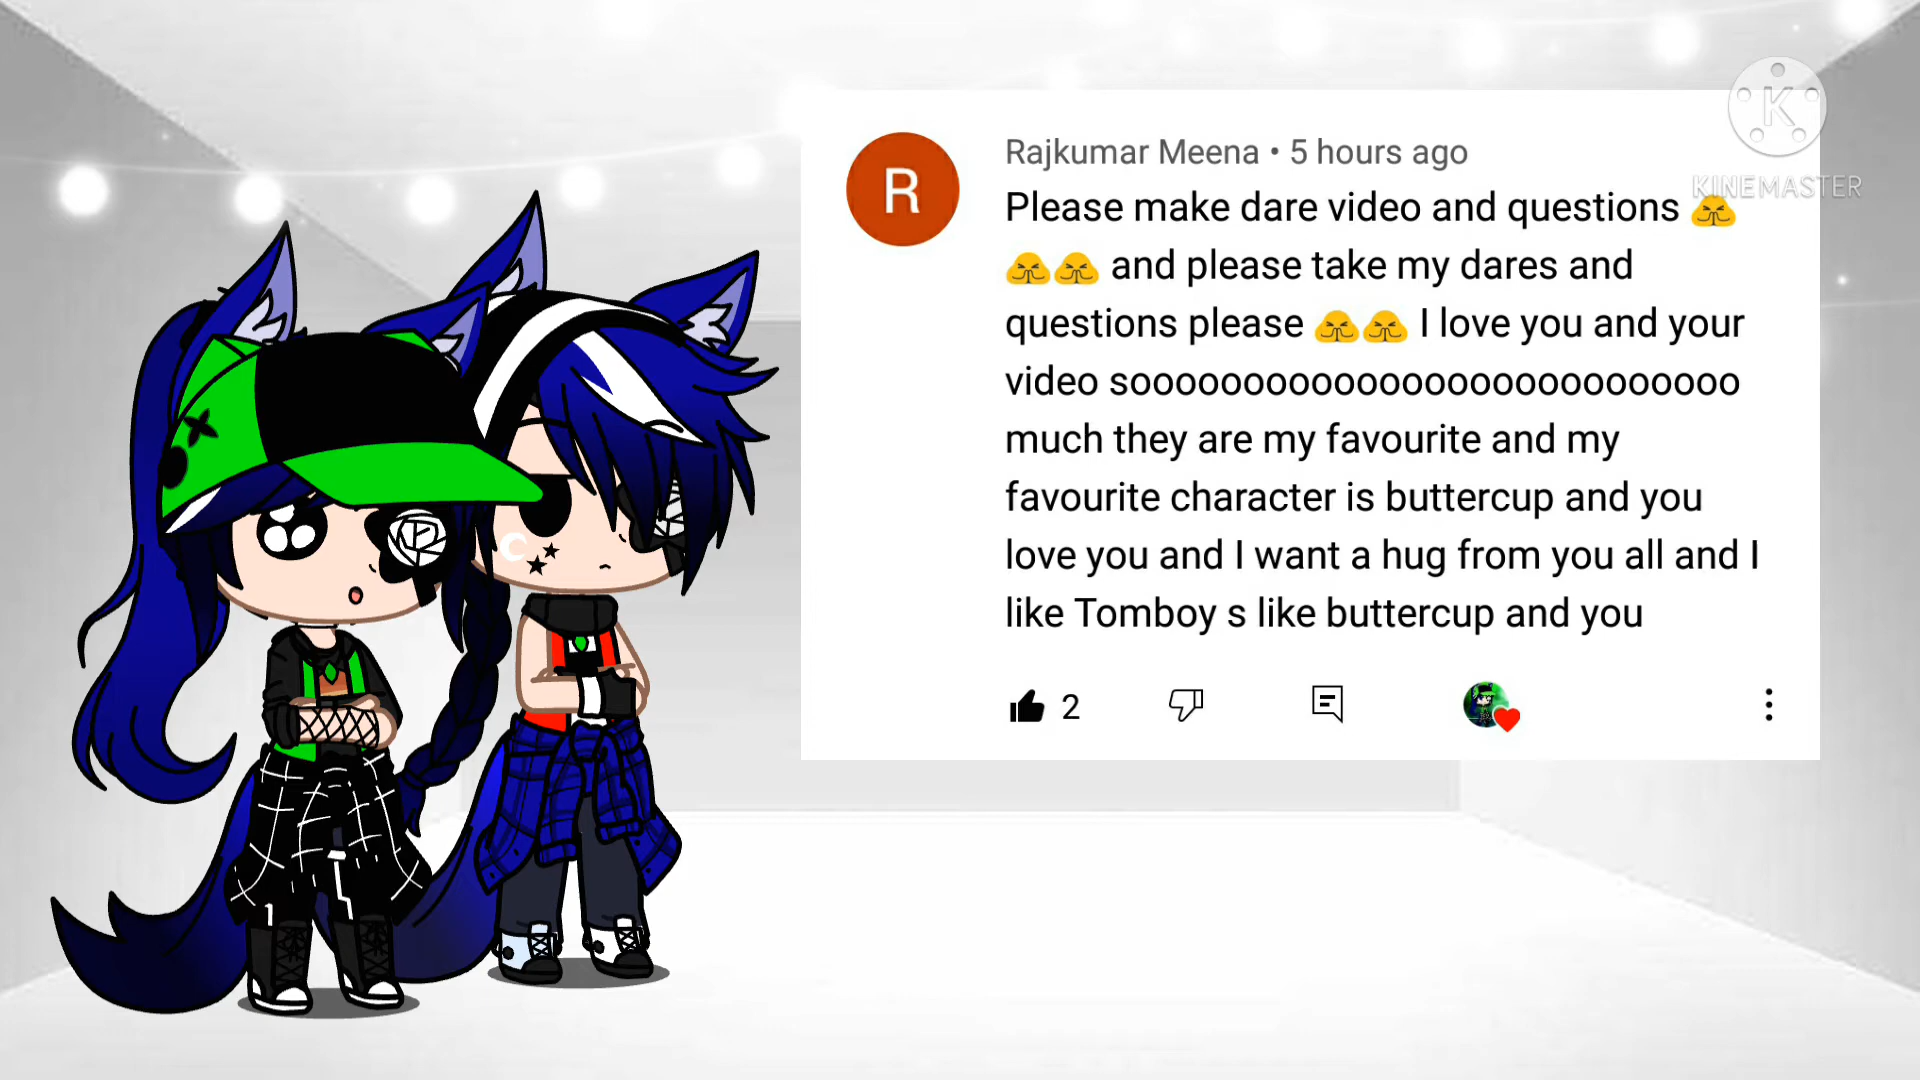 R
Rajkumar Meena • 5 hours ago
Please make dare video and questions 🙏
🙏🙏 and please take my dares and
questions please 🙏🙏 I love you and your
video sooooooooooooooooooooooooooo
much they are my favourite and my
favourite character is buttercup and you
love you and I want a hug from you all and I
like Tomboy s like buttercup and you
2
K
KINEMASTER